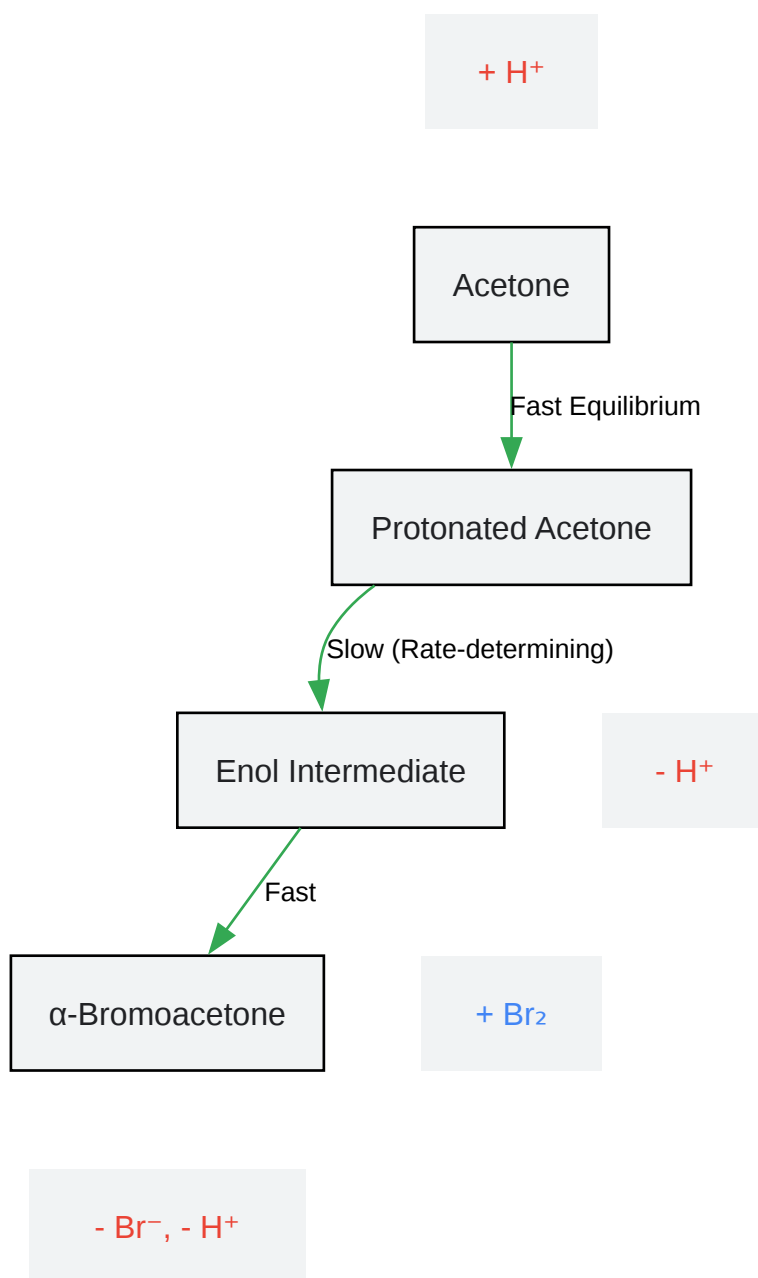 + H⁺
Acetone
Fast Equilibrium
Protonated Acetone
Slow (Rate-determining)
Enol Intermediate
- H⁺
Fast
α-Bromoacetone
+ Br₂
- Br⁻, - H⁺